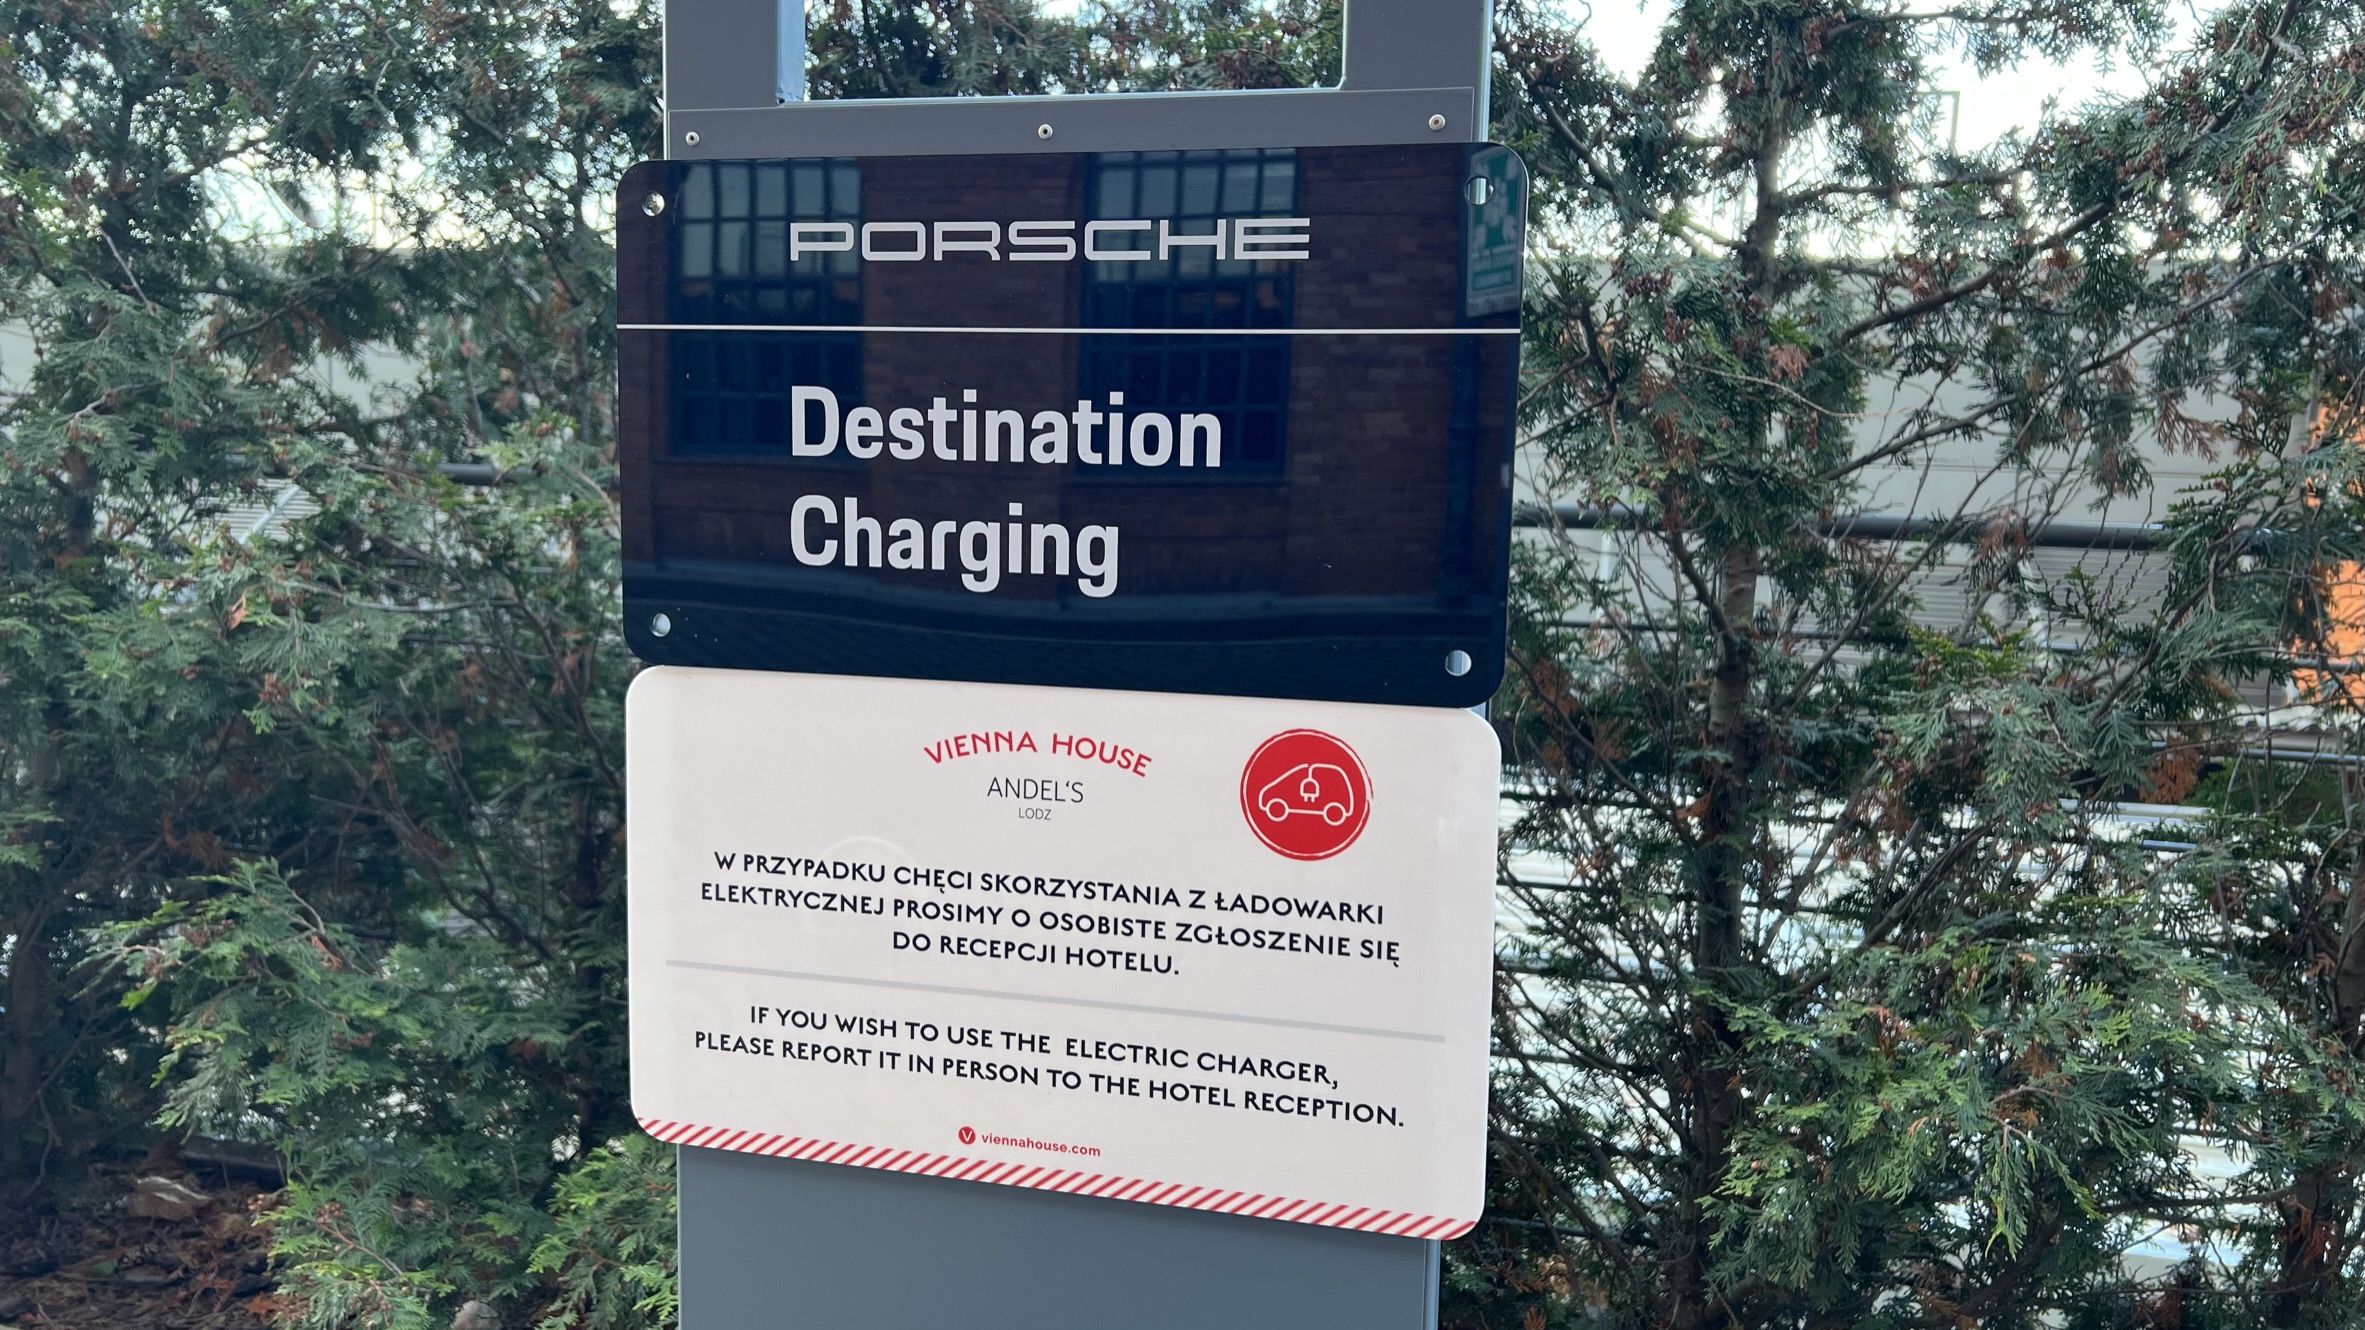 PORSCHE
Destination
Charging
VIENNA HOUSE
ANDEL'S
LODZ
W PRZYPADKU CHĘCI SKORZYSTANIA Z ŁADOWARKI
ELEKTRYCZNEJ PROSIMY O OSOBISTE ZGŁOSZENIE SIĘ
DO RECEPCJI HOTELU.
IF YOU WISH TO USE THE ELECTRIC CHARGER,
PLEASE REPORT IT IN PERSON TO THE HOTEL RECEPTION.
V viennahouse.com